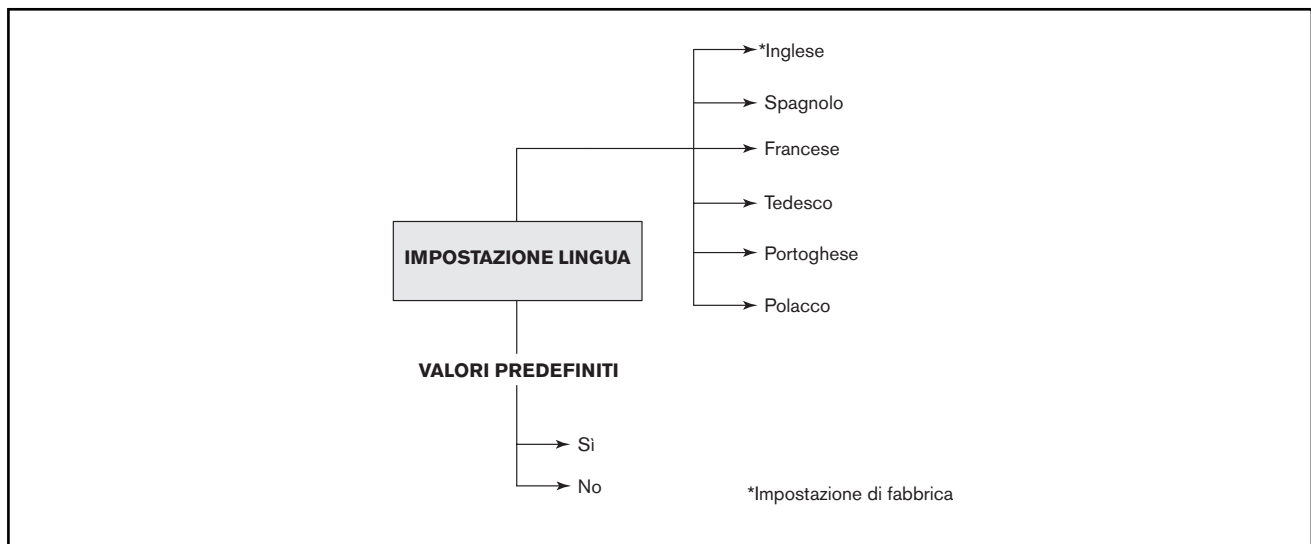 *Inglese
Spagnolo
Francese
Tedesco
IMPOSTAZIONE LINGUA
Portoghese
Polacco
VALORI PREDEFINITI
Sì
No
*Impostazione di fabbrica